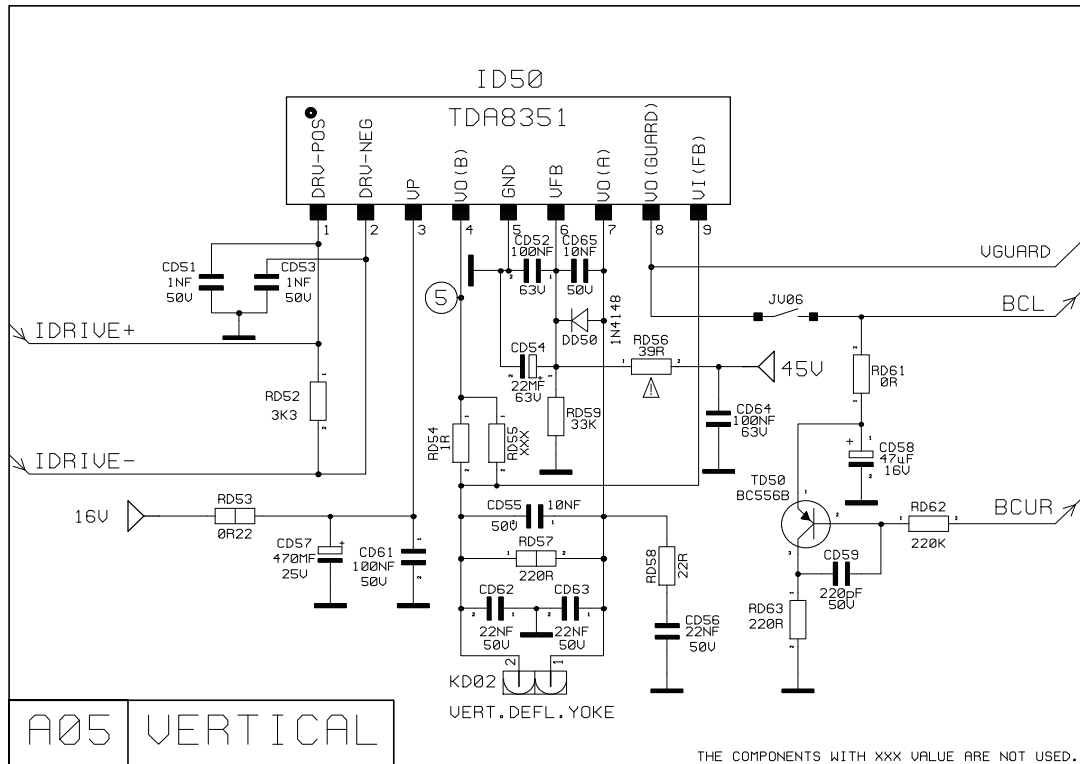 ID50
TDA8351
DRV-POS
DRV-NEG
VP
VO(B)
GND
VFB
VO(A)
VO(GUARD)
VI(FB)
1 2 3 4 5 6 7 8 9
CD51
1NF
50V
CD53
1NF
50V
CD52
100NF
63V
CD65
10NF
50V
VGUARD
5
DD50
1N4148
JV06
BCL
IDRIVE+
CD54
22MF
63V
RD56
39R
45V
RD61
0R
RD52
3K3
RD59
33K
CD64
100NF
63V
RD54
1R
RD55
XXX
CD58
47uF
16V
IDRIVE-
TD50
BC556B
16V
RD53
0R22
CD55
10NF
50V
RD62
220K
BCUR
CD57
470MF
25V
CD61
100NF
50V
RD57
220R
RD58
22R
CD59
220pF
50V
CD62
22NF
50V
CD63
22NF
50V
CD56
22NF
50V
RD63
220R
2 1
KD02
VERT.DEFL.YOKE
A05 VERTICAL
THE COMPONENTS WITH XXX VALUE ARE NOT USED.